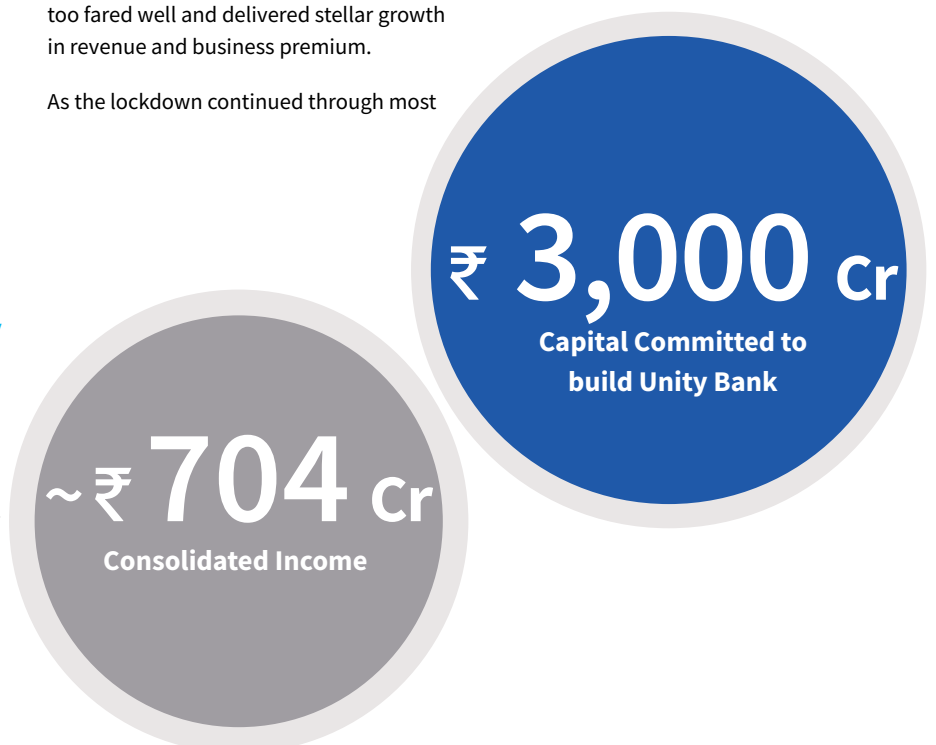 too fared well and delivered stellar growth
in revenue and business premium.
As the lockdown continued through most
₹ 3,000 Cr
Capital Committed to
build Unity Bank
~ ₹ 704 Cr
Consolidated Income